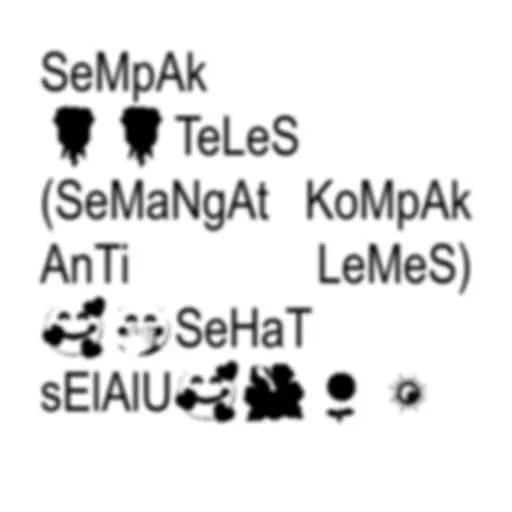 SeMpAk
🌹🌹TeLeS
(SeMaNgAt KoMpAk
AnTi LeMeS)
🥰🤭SeHaT
sElAlU🥰🌺🌻☀️